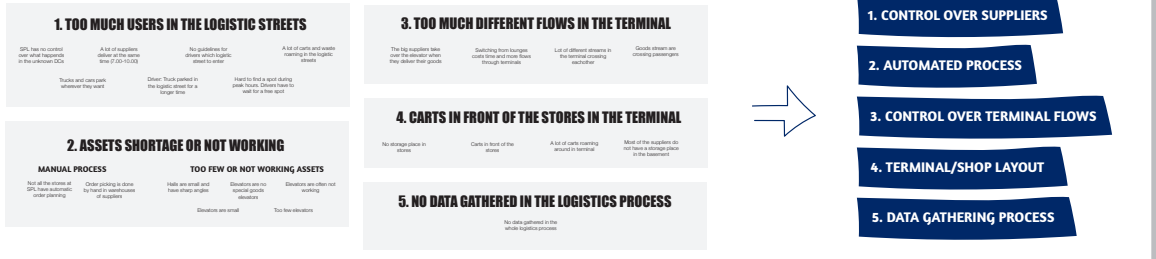 1. TOO MUCH USERS IN THE LOGISTIC STREETS
SPL has no control
over what happends
in the unknown DCs
A lot of suppliers
deliver at the same
time (7.00-10.00)
No guidelines for
drivers which logistic
street to enter
A lot of carts and waste
roaming in the logistic
streets
Trucks and cars park
wherever they want
Driver: Truck parked in
the logistic street for a
longer time
Hard to find a spot during
peak hours. Drivers have to
wait for a free spot
2. ASSETS SHORTAGE OR NOT WORKING
MANUAL PROCESS
Not all the stores at
SPL have automatic
order planning
Order picking is done
by hand in warehouses
of suppliers
TOO FEW OR NOT WORKING ASSETS
Halls are small and
have sharp angles
Elevators are no
special goods
elevators
Elevators are often not
working
Elevators are small
Too few elevators
3. TOO MUCH DIFFERENT FLOWS IN THE TERMINAL
The big suppliers take
over the elevator when
they deliver their goods
Switching from lounges
costs time and more flows
through terminals
Lot of different streams in
the terminal crossing
eachother
Goods stream are
crossing passengers
4. CARTS IN FRONT OF THE STORES IN THE TERMINAL
No storage place in
stores
Carts in front of the
stores
A lot of carts roaming
around in terminal
Most of the suppliers do
not have a storage place
in the basement
5. NO DATA GATHERED IN THE LOGISTICS PROCESS
No data gathered in the
whole logistics process
1. CONTROL OVER SUPPLIERS
2. AUTOMATED PROCESS
3. CONTROL OVER TERMINAL FLOWS
4. TERMINAL/SHOP LAYOUT
5. DATA GATHERING PROCESS